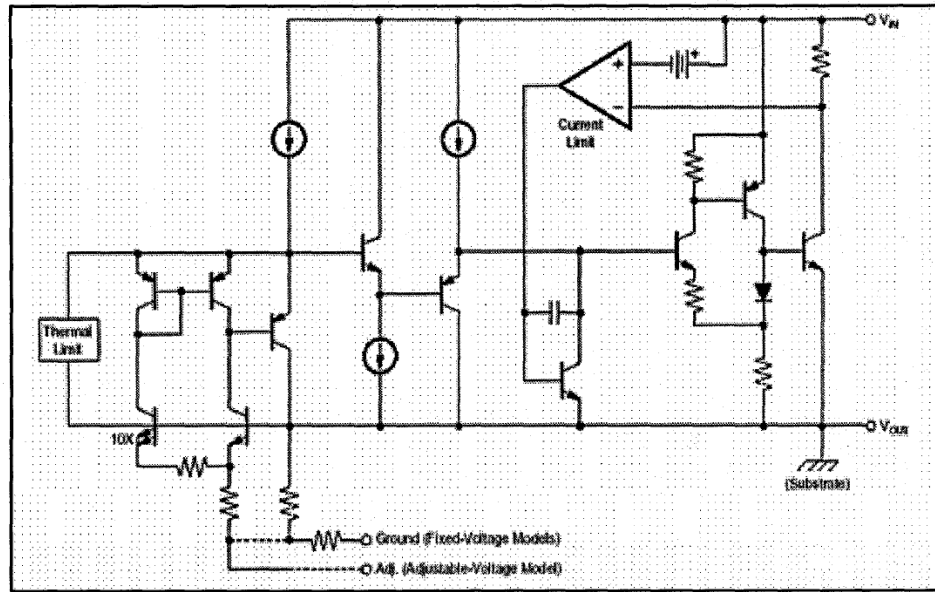 V_IN
+
+
−
Current
Limit
Thermal
Limit
10X
V_OUT
(Substrate)
Ground (Fixed-Voltage Models)
Adj. (Adjustable-Voltage Model)